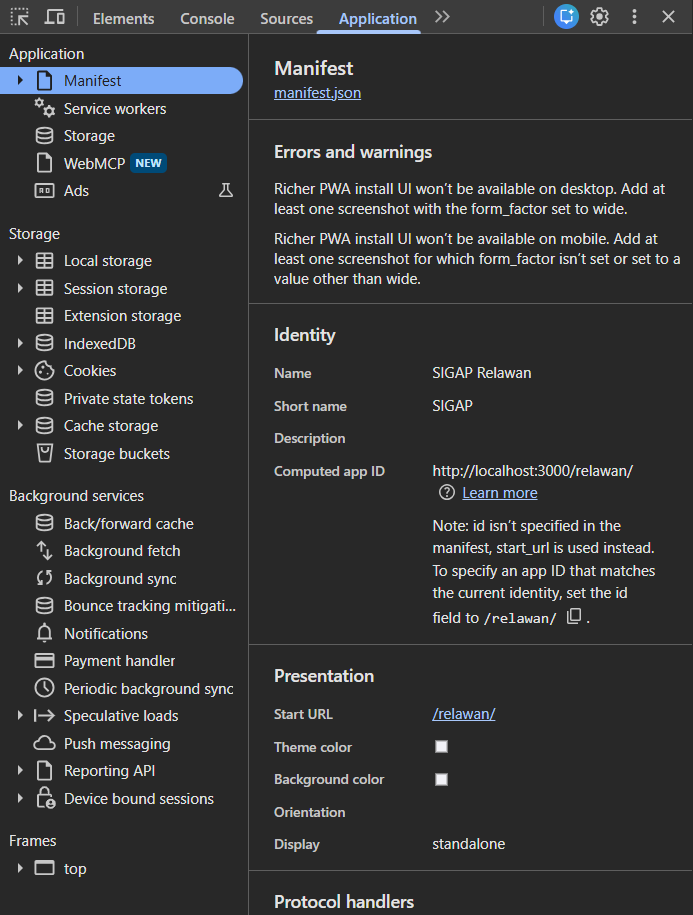 Elements Console Sources Application
Application
Manifest
Service workers
Storage
WebMCP NEW
Ads
Storage
Local storage
Session storage
Extension storage
IndexedDB
Cookies
Private state tokens
Cache storage
Storage buckets
Background services
Back/forward cache
Background fetch
Background sync
Bounce tracking mitigati...
Notifications
Payment handler
Periodic background sync
Speculative loads
Push messaging
Reporting API
Device bound sessions
Frames
top
Manifest
manifest.json
Errors and warnings
Richer PWA install UI won’t be available on desktop. Add at
least one screenshot with the form_factor set to wide.
Richer PWA install UI won’t be available on mobile. Add at
least one screenshot for which form_factor isn’t set or set to a
value other than wide.
Identity
Name SIGAP Relawan
Short name SIGAP
Description
Computed app ID http://localhost:3000/relawan/
Learn more
Note: id isn’t specified in the
manifest, start_url is used instead.
To specify an app ID that matches
the current identity, set the id
field to /relawan/ .
Presentation
Start URL /relawan/
Theme color
Background color
Orientation
Display standalone
Protocol handlers